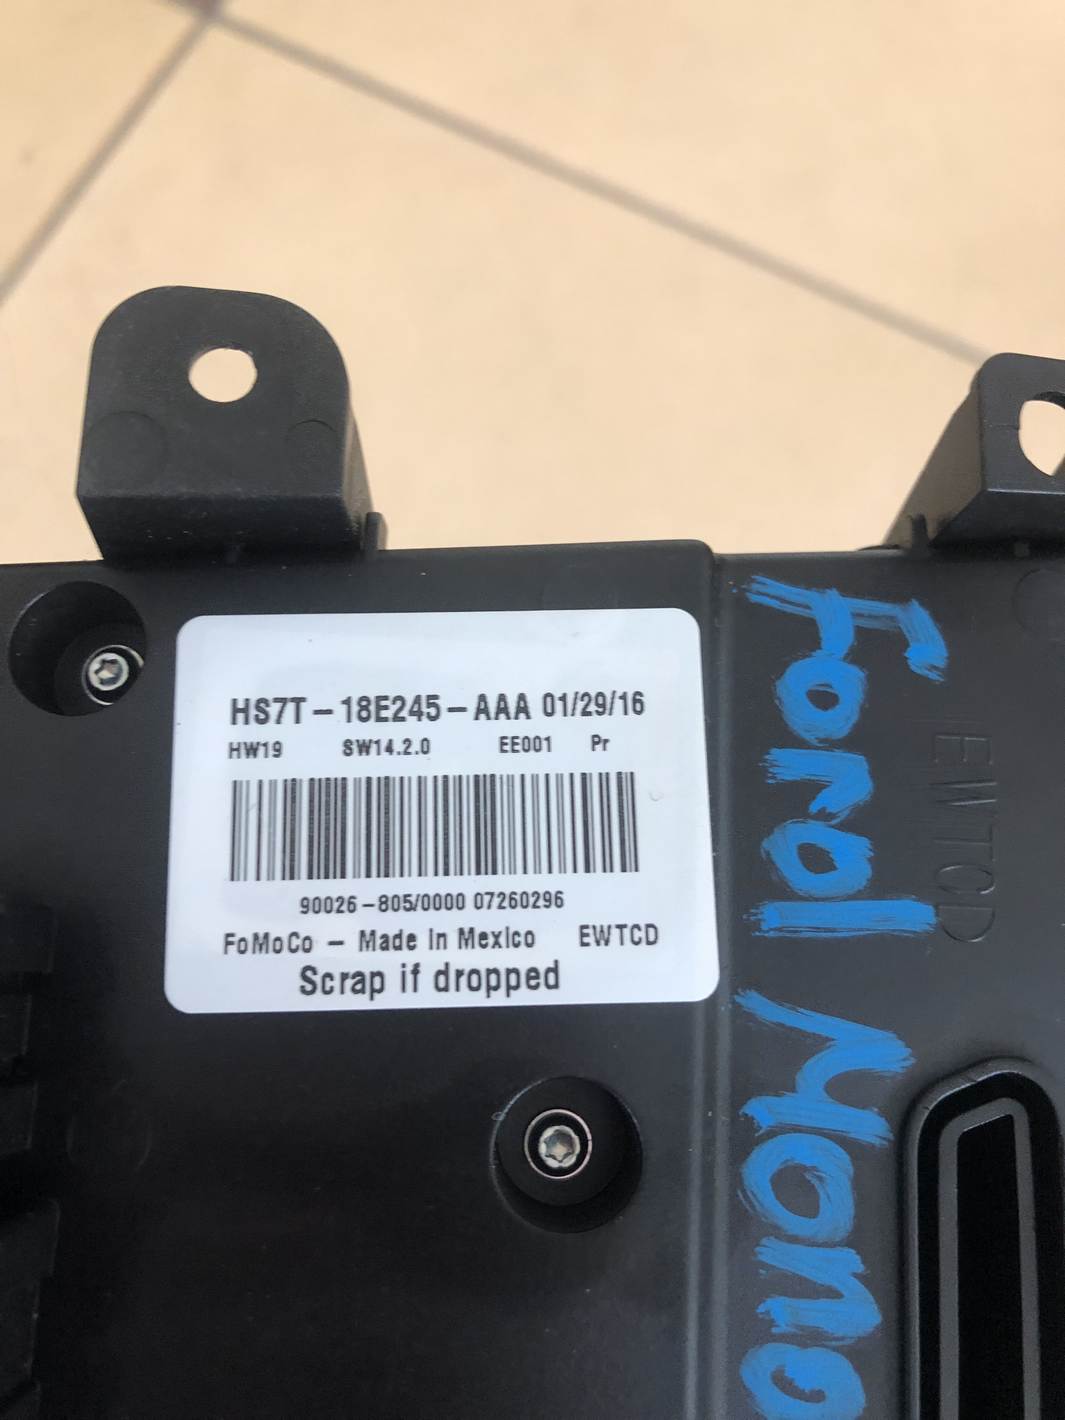 HS7T-18E245-AAA 01/29/16
HW19 SW14.2.0 EE001 Pr
90026-805/0000 07260296
FoMoCo - Made in Mexico EWTCD
Scrap if dropped
Ford Mono
EWTCD